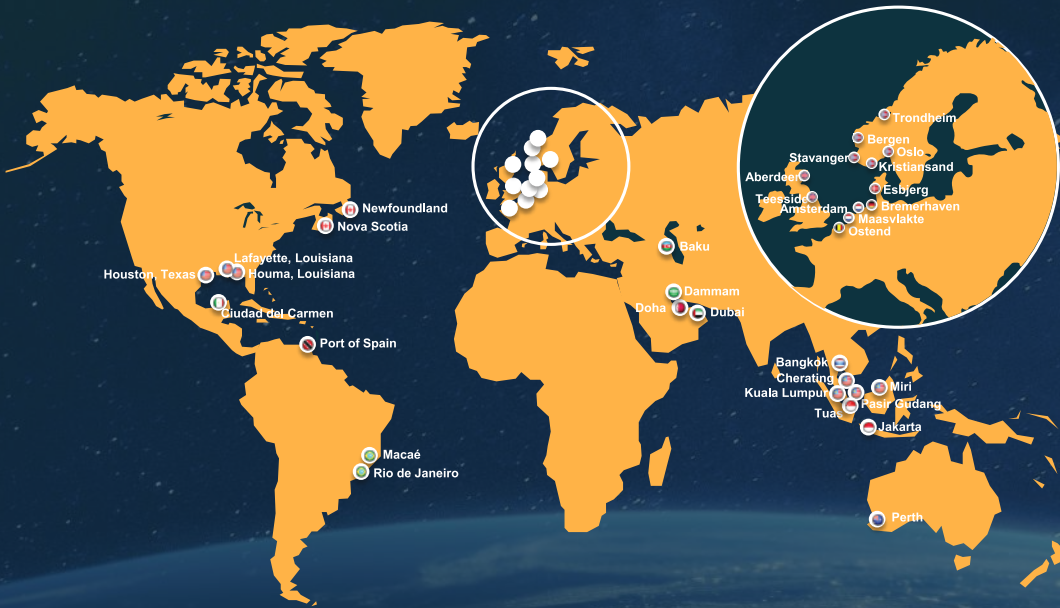 Trondheim
Bergen
Oslo
Stavanger
Kristiansand
Aberdeen
Esbjerg
Teesside
Bremerhaven
Amsterdam
Maasvlakte
Ostend
Newfoundland
Nova Scotia
Baku
Lafayette, Louisiana
Houston, Texas
Houma, Louisiana
Dammam
Doha
Dubai
Ciudad del Carmen
Port of Spain
Bangkok
Cherating
Miri
Kuala Lumpur
Pasir Gudang
Tuas
Jakarta
Macaé
Rio de Janeiro
Perth